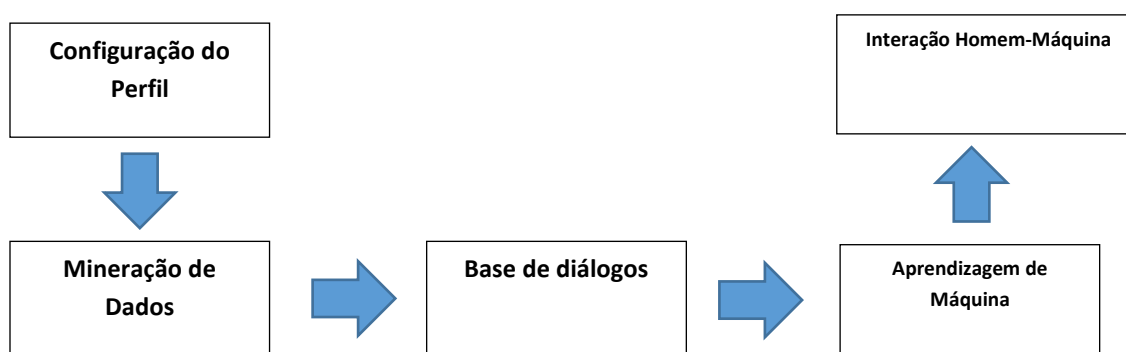 Configuração do
Perfil
Interação Homem-Máquina
Mineração de
Dados
Base de diálogos
Aprendizagem de
Máquina